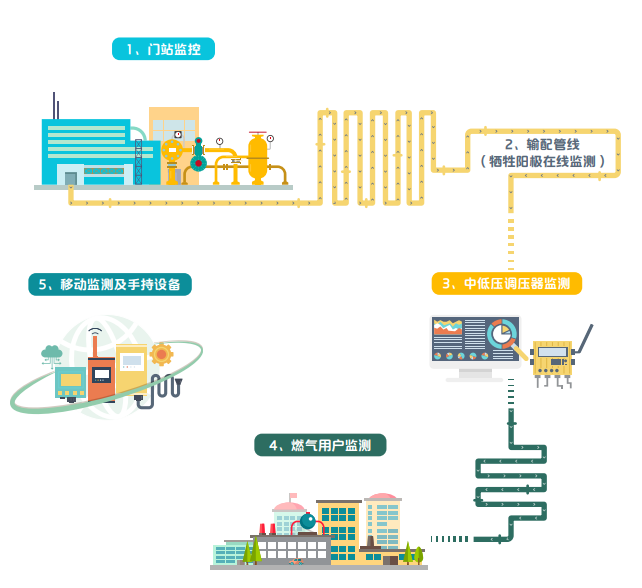 1、门站监控
2、输配管线
（牺牲阳极在线监测）
5、移动监测及手持设备
3、中低压调压器监测
4、燃气用户监测